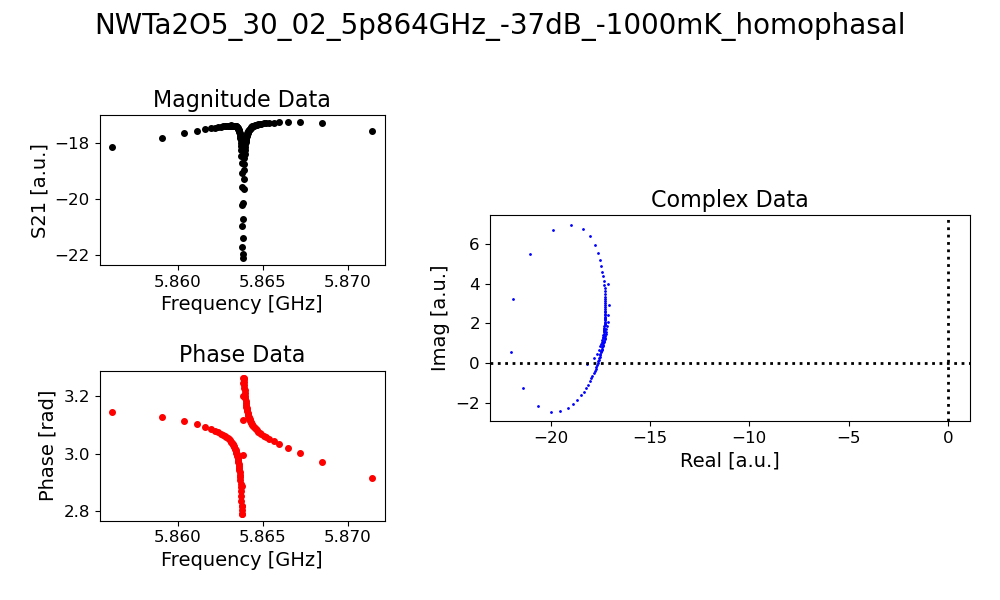 NWTa2O5_30_02_5p864GHz_-37dB_-1000mK_homophasal
Magnitude Data
S21 [a.u.]
−18
−20
−22
5.860 5.865 5.870
Frequency [GHz]
Phase Data
Phase [rad]
3.2
3.0
2.8
5.860 5.865 5.870
Frequency [GHz]
Complex Data
Imag [a.u.]
6
4
2
0
−2
−20 −15 −10 −5 0
Real [a.u.]